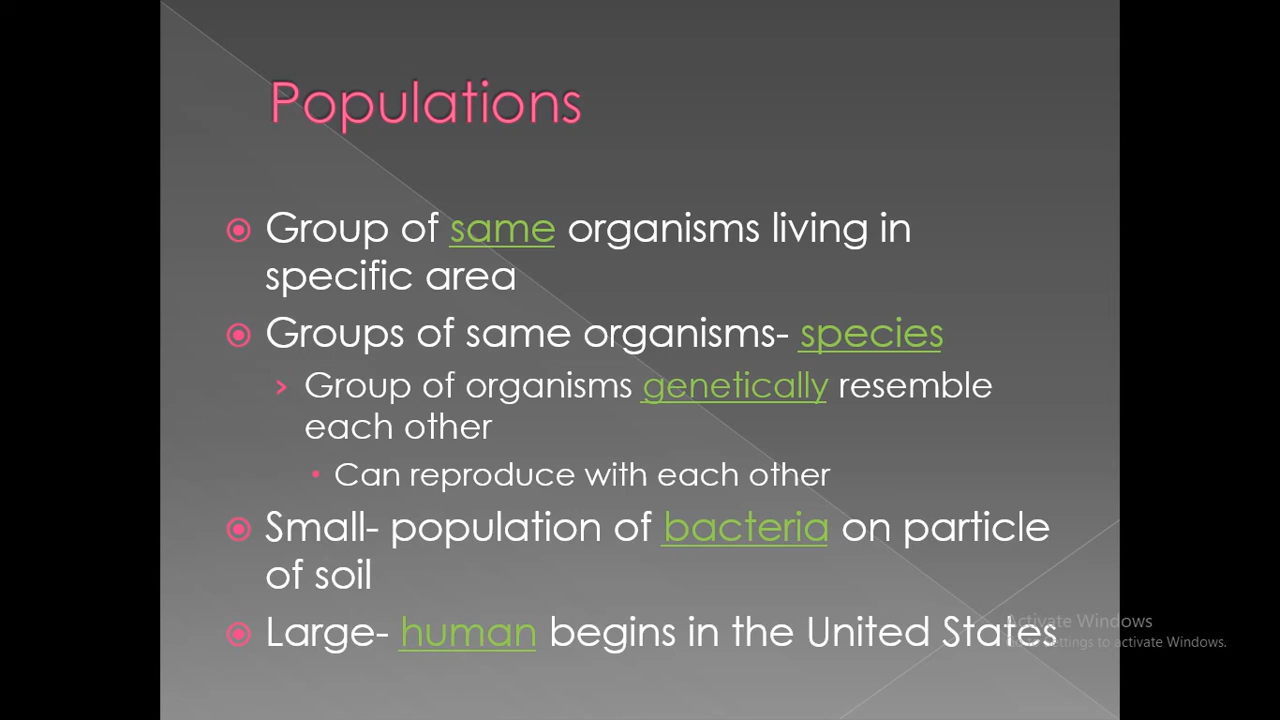 Populations
Group of same organisms living in
specific area
Groups of same organisms- species
Group of organisms genetically resemble
each other
Can reproduce with each other
Small- population of bacteria on particle
of soil
Large- human begins in the United States
Activate Windows
settings to activate Windows.